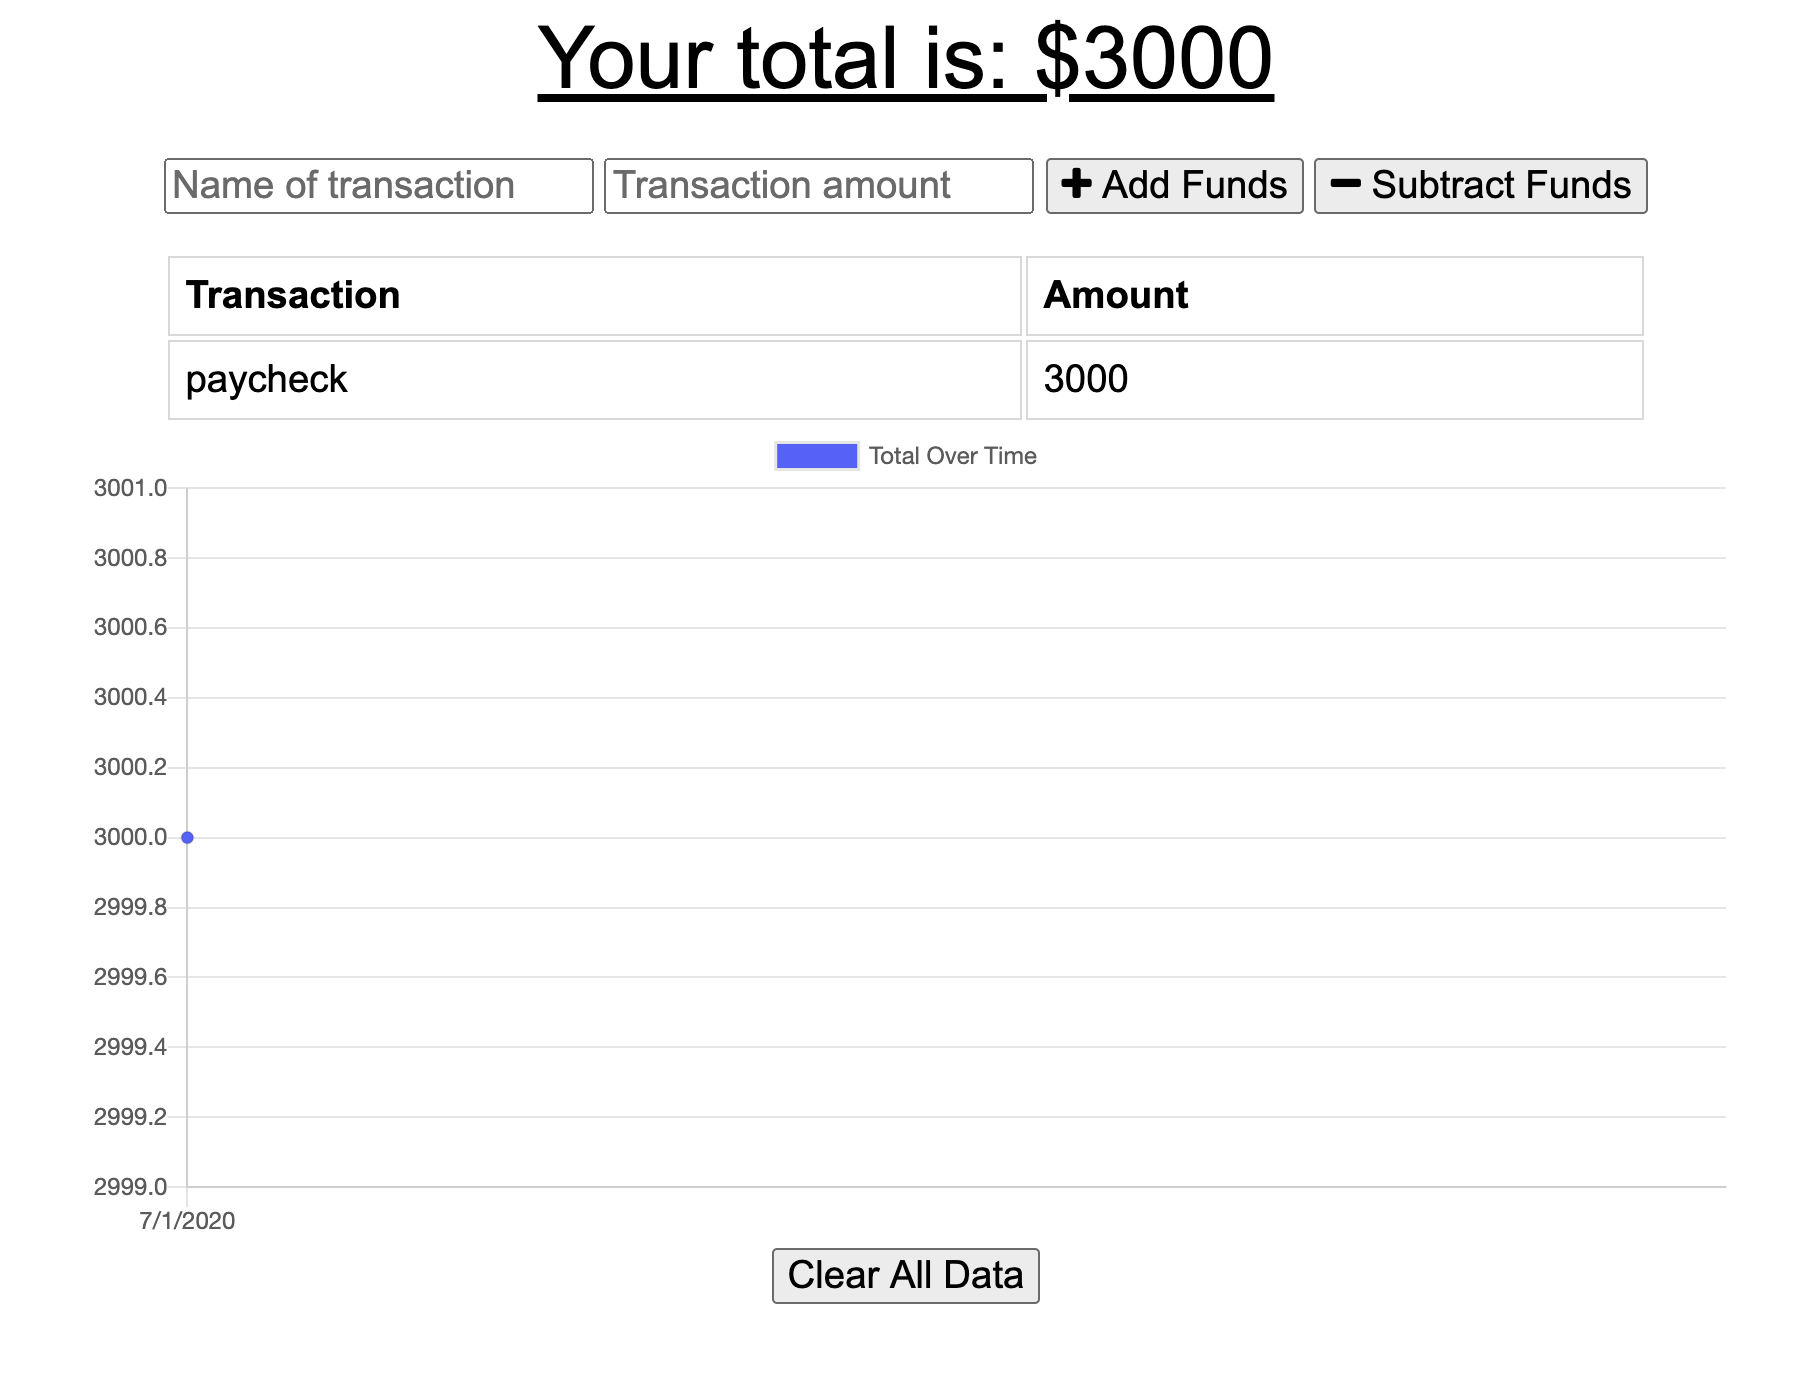 Your total is: $3000
Name of transaction Transaction amount Add Funds Subtract Funds
Transaction Amount
paycheck 3000
Total Over Time
3001.0
3000.8
3000.6
3000.4
3000.2
3000.0
2999.8
2999.6
2999.4
2999.2
2999.0
7/1/2020
Clear All Data